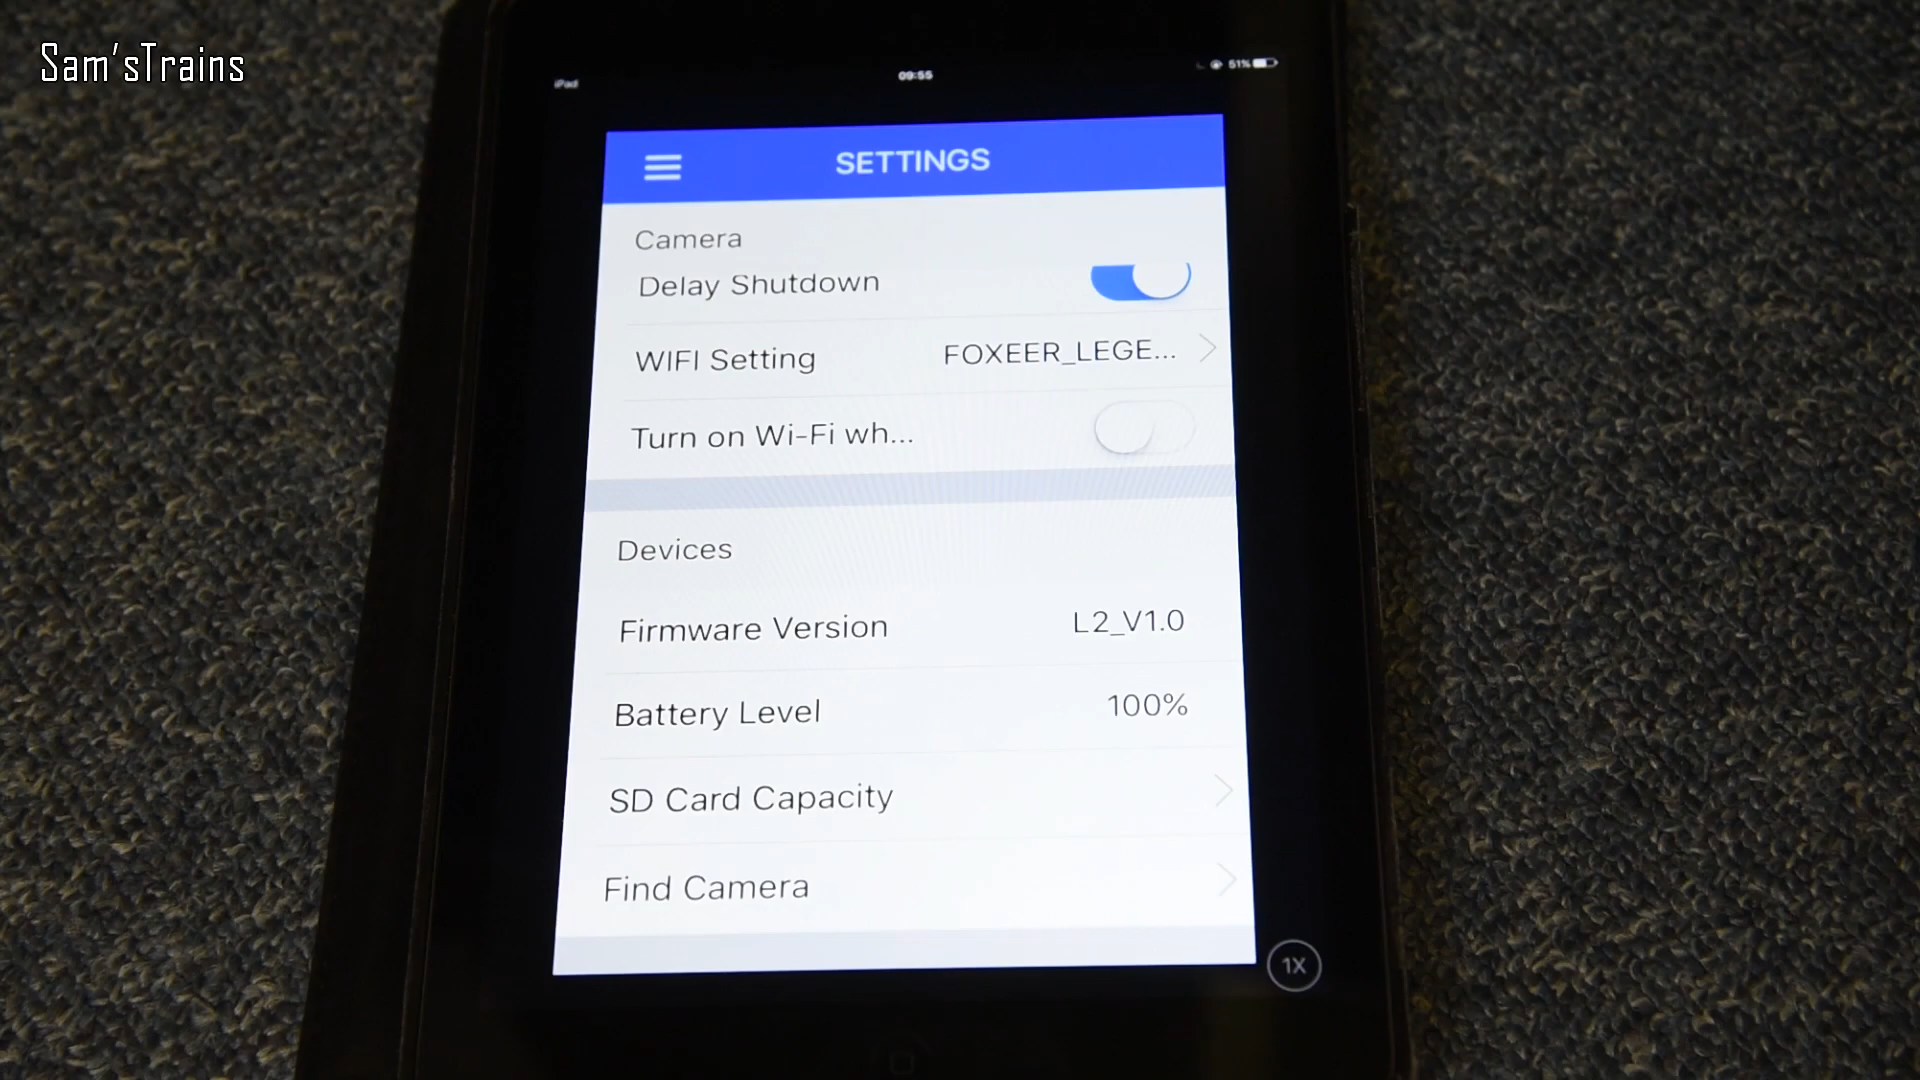 Sam'sTrains
iPad
09:55
51%
SETTINGS
Camera
Delay Shutdown
WIFI Setting
FOXEER_LEGE...
Turn on Wi-Fi wh...
Devices
Firmware Version
L2_V1.0
Battery Level
100%
SD Card Capacity
Find Camera
1X